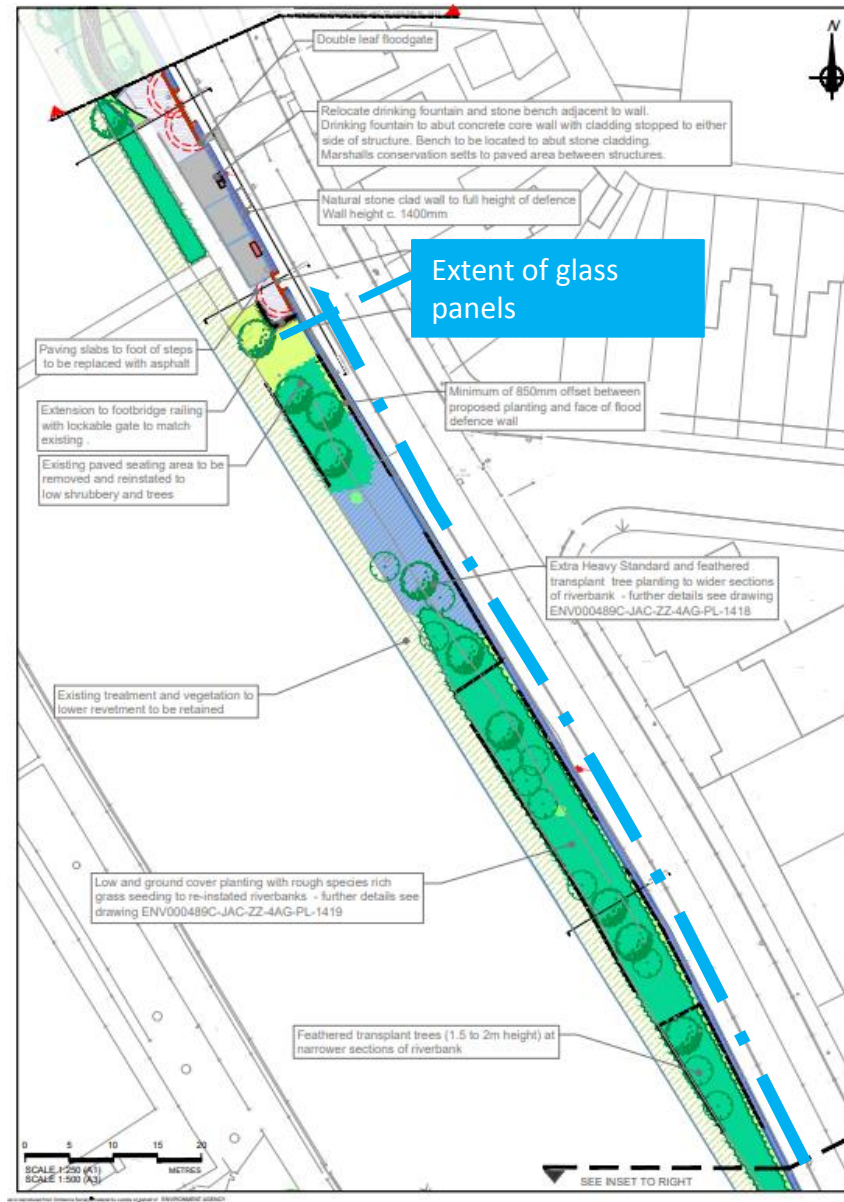 N
Double leaf floodgate
Relocate drinking fountain and stone bench adjacent to wall.
Drinking fountain to abut concrete core wall with cladding stopped to either
side of structure. Bench to be located to abut stone cladding.
Marshalls conservation setts to paved area between structures.
Natural stone clad wall to full height of defence
Wall height c. 1400mm
Extent of glass
panels
Paving slabs to foot of steps
to be replaced with asphalt
Minimum of 850mm offset between
proposed planting and face of flood
defence wall
Extension to footbridge railing
with lockable gate to match
existing .
Existing paved seating area to be
removed and reinstated to
low shrubbery and trees
Extra Heavy Standard and feathered
transplant tree planting to wider sections
of riverbank - further details see drawing
ENV000489C-JAC-ZZ-4AG-PL-1418
Existing treatment and vegetation to
lower revetment to be retained
Low and ground cover planting with rough species rich
grass seeding to re-instated riverbanks - further details see
drawing ENV000489C-JAC-ZZ-4AG-PL-1419
Feathered transplant trees (1.5 to 2m height) at
narrower sections of riverbank
0 5 10 15 20
SCALE 1:250 (A1) METRES
SCALE 1:500 (A3)
SEE INSET TO RIGHT
ENVIRONMENT AGENCY